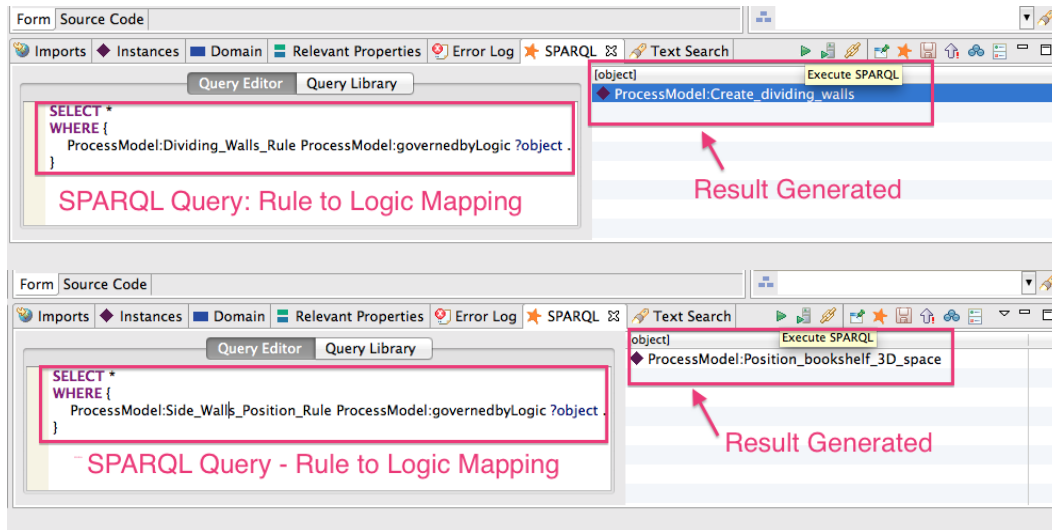 Form Source Code
Imports Instances Domain Relevant Properties Error Log SPARQL Text Search
Query Editor Query Library
[object]
Execute SPARQL
ProcessModel:Create_dividing_walls
SELECT *
WHERE {
ProcessModel:Dividing_Walls_Rule ProcessModel:governedbyLogic ?object .
}
SPARQL Query: Rule to Logic Mapping
Result Generated
Form Source Code
Imports Instances Domain Relevant Properties Error Log SPARQL Text Search
Query Editor Query Library
object]
Execute SPARQL
ProcessModel:Position_bookshelf_3D_space
SELECT *
WHERE {
ProcessModel:Side_Walls_Position_Rule ProcessModel:governedbyLogic ?object .
}
SPARQL Query - Rule to Logic Mapping
Result Generated